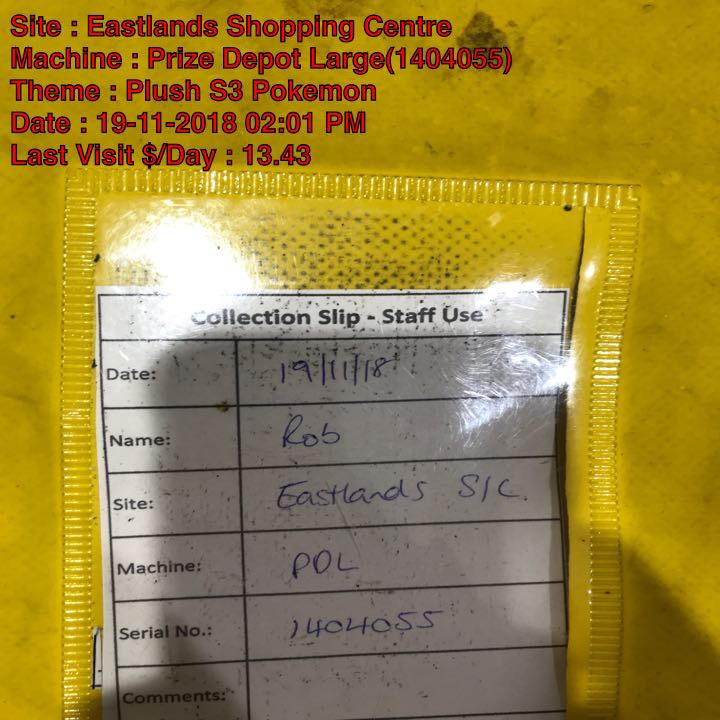 Site : Eastlands Shopping Centre
Machine : Prize Depot Large(1404055)
Theme : Plush S3 Pokemon
Date : 19-11-2018 02:01 PM
Last Visit $/Day : 13.43
Collection Slip - Staff Use
Date: 19/11/18
Name: Rob
Site: Eastlands S/C.
Machine: PDL
Serial No.: 1404055
Comments: